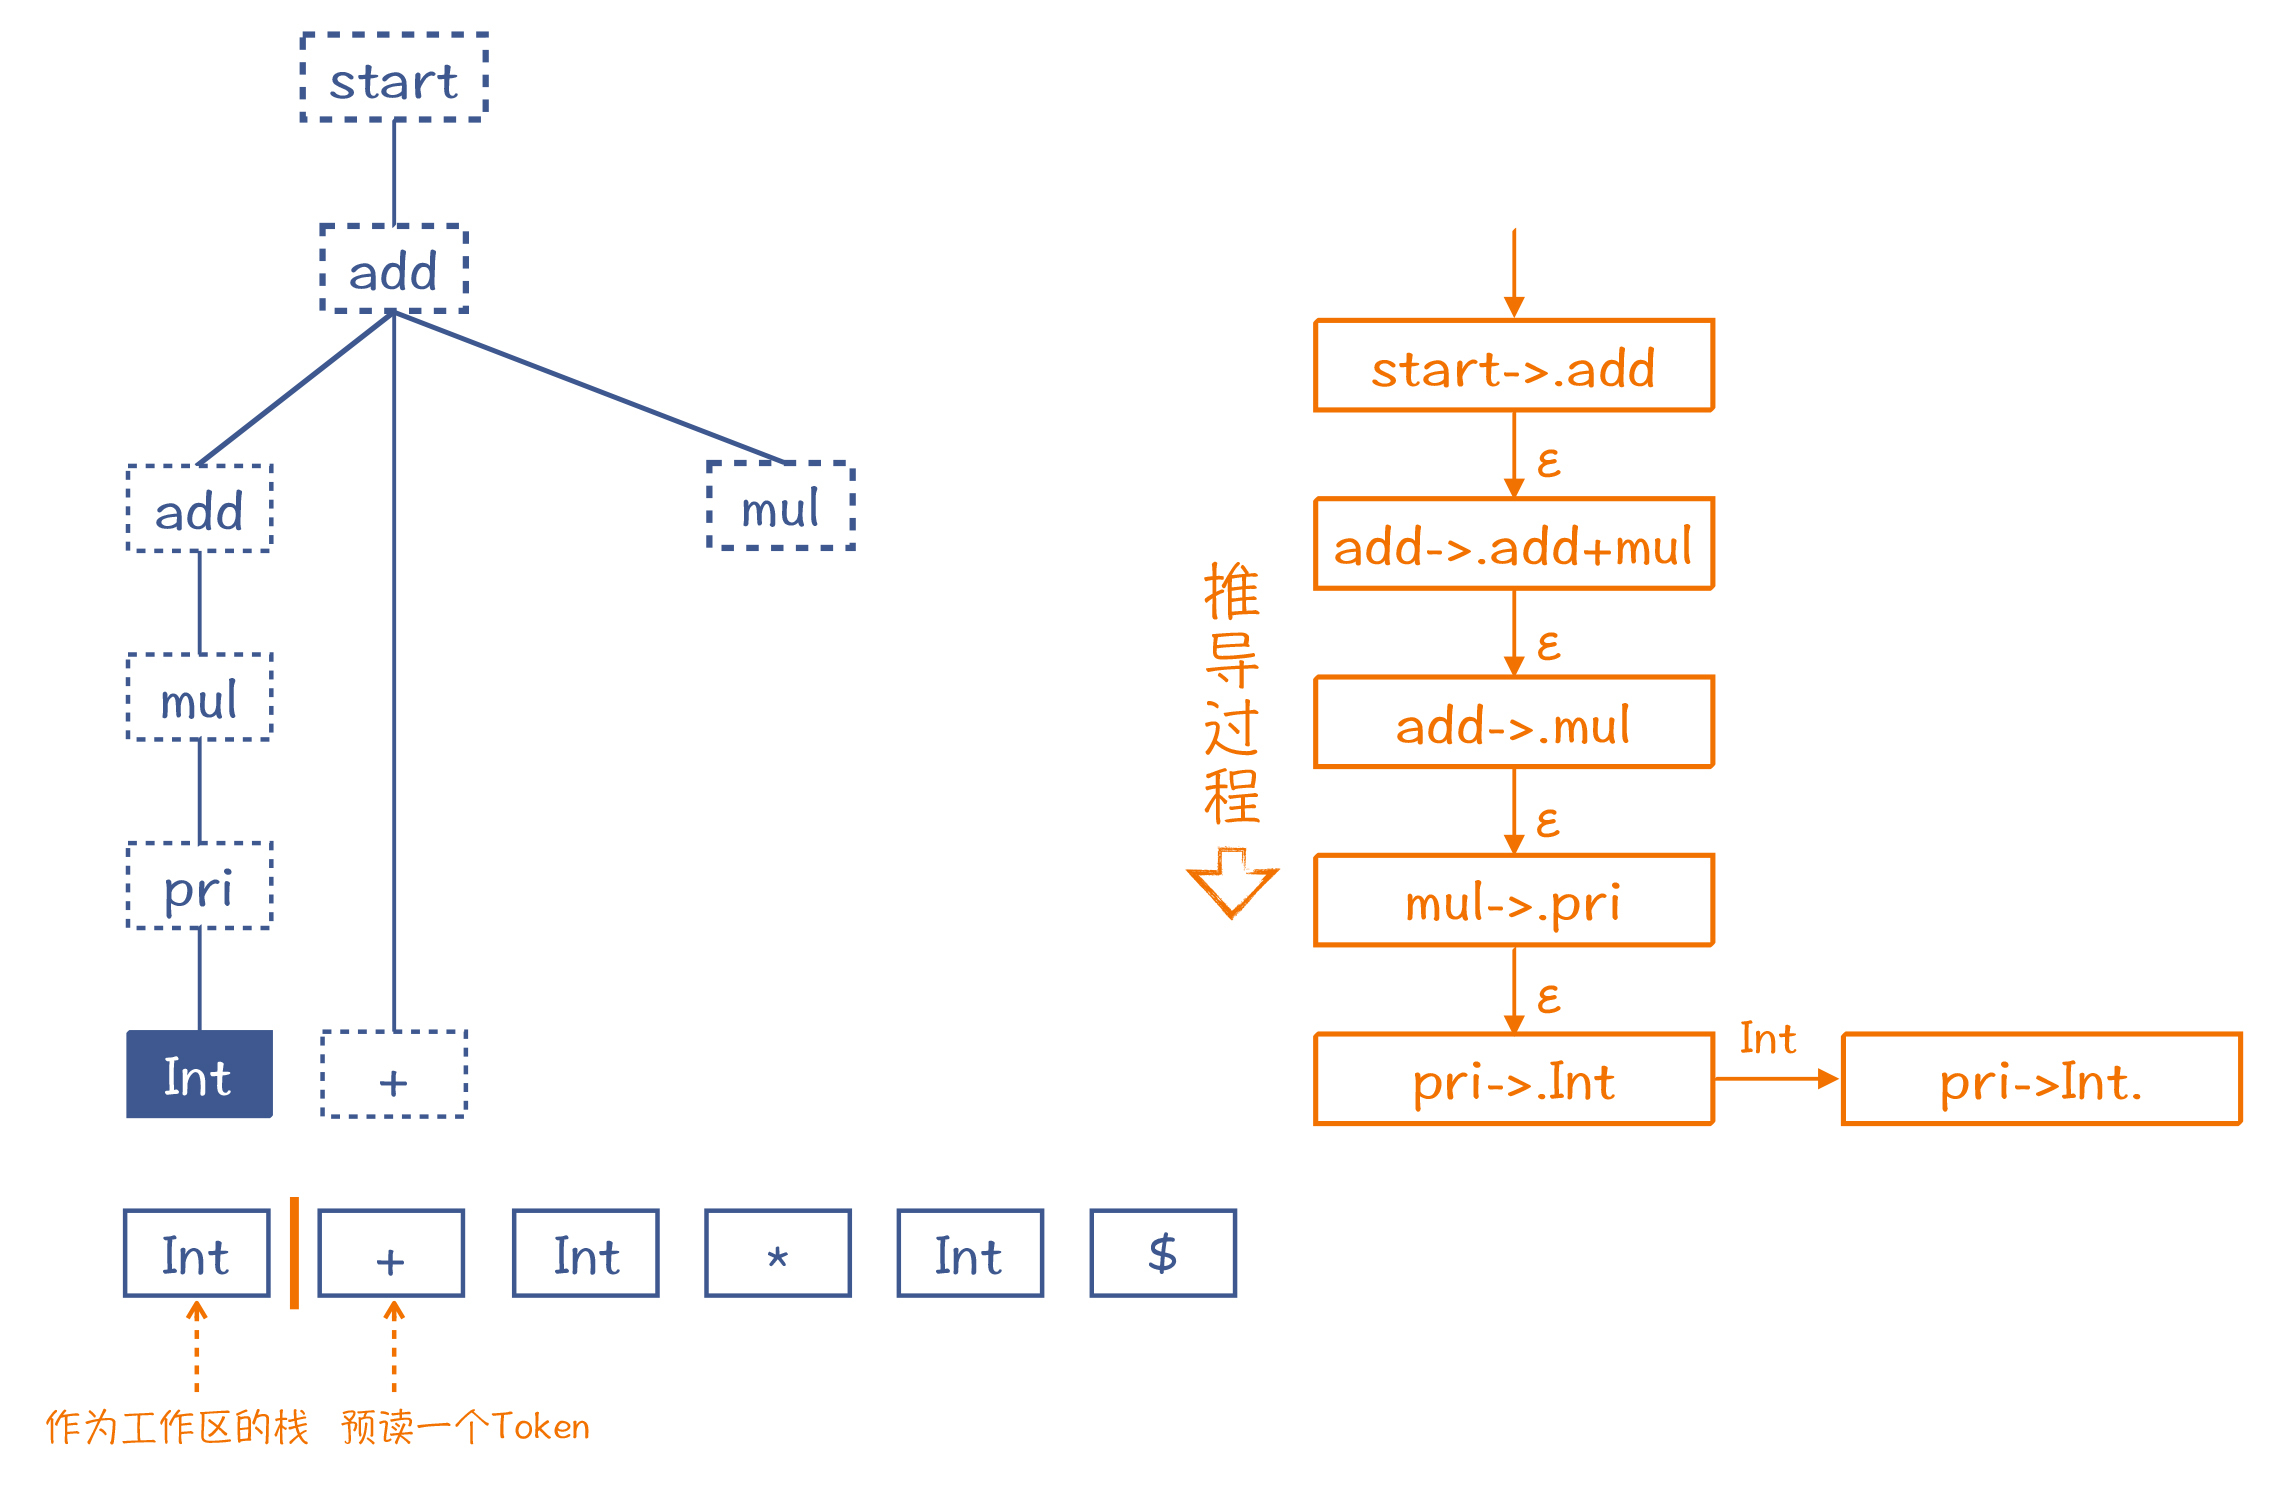 start
add
add
mul
mul
pri
Int
+
Int
+
Int
*
Int
$
作为工作区的栈
预读一个Token
推导过程
start->.add
ε
add->.add+mul
ε
add->.mul
ε
mul->.pri
ε
pri->.Int
Int
pri->Int.